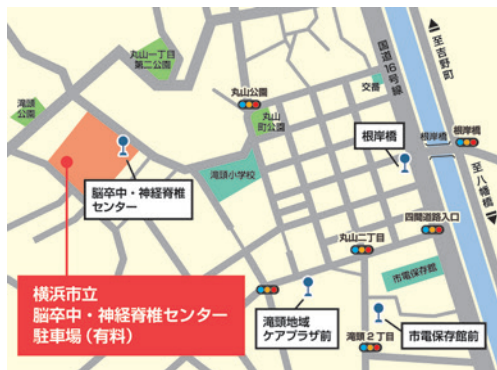 至吉野町
丸山一丁目
第二公園
国道16号線
丸山公園
交番
滝頭
公園
丸山
町公園
根岸橋
根岸橋
根岸橋
滝頭小学校
脳卒中・神経脊椎
センター
至八幡橋
四間道路入口
丸山二丁目
市電保存館
横浜市立
脳卒中・神経脊椎センター
駐車場(有料)
滝頭地域
ケアプラザ前
滝頭2丁目
市電保存館前